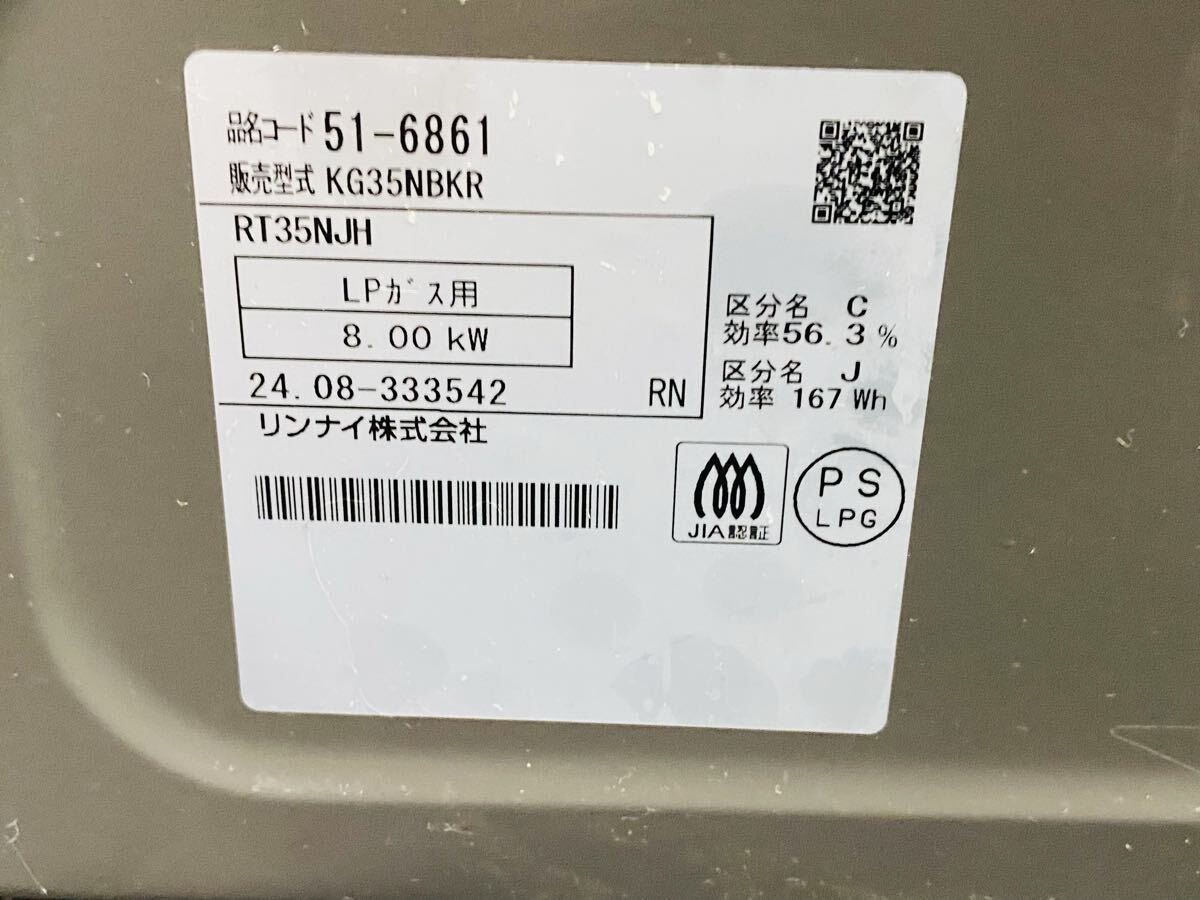 品名コード 51-6861
販売型式 KG35NBKR
RT35NJH
LPガス用
8.00 kW
24.08-333542 RN
リンナイ株式会社
区分名 C
効率56.3%
区分名 J
効率 167 Wh
JIA認証
PS
LPG